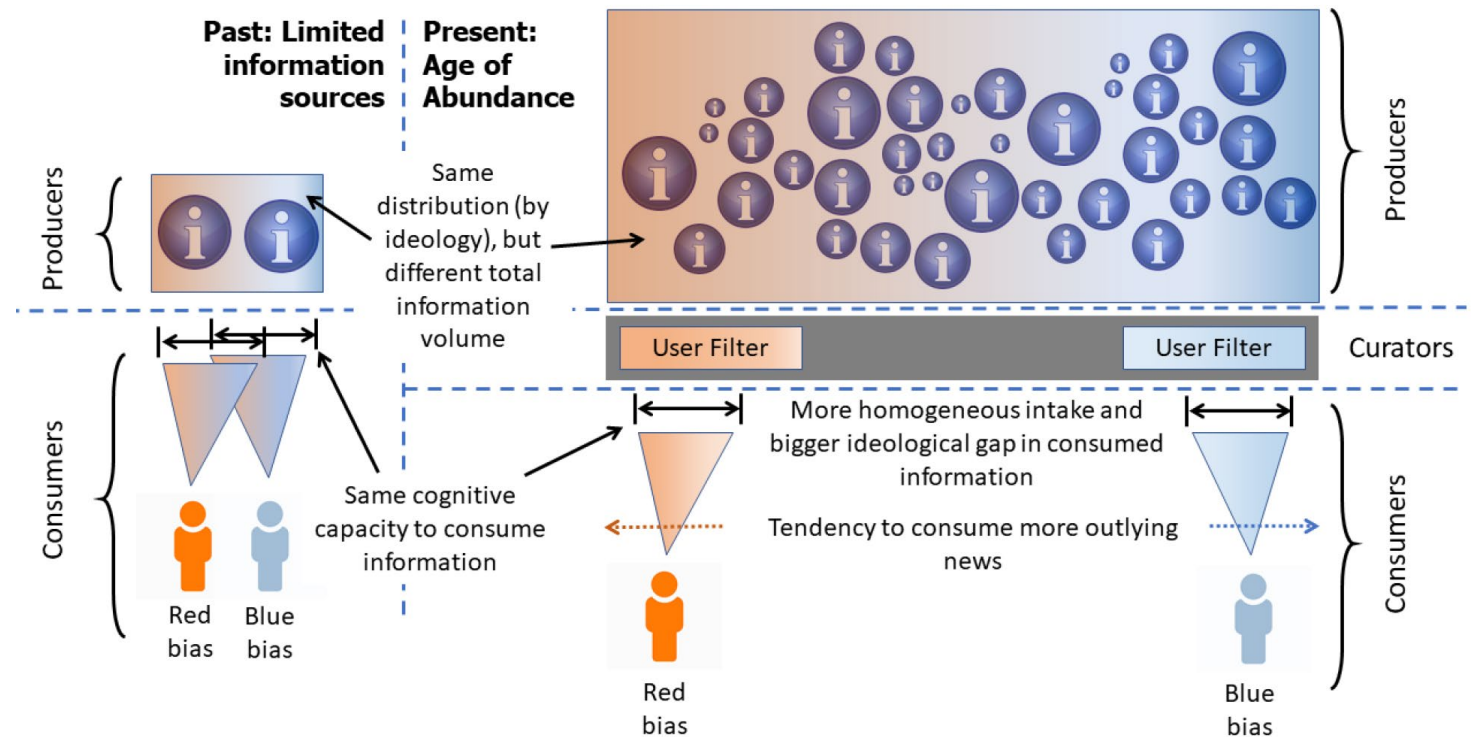 Past: Limited
information
sources
Present:
Age of
Abundance
Producers
Same
distribution (by
ideology), but
different total
information
volume
Producers
User Filter
User Filter
Curators
Consumers
Same cognitive
capacity to consume
information
More homogeneous intake and
bigger ideological gap in consumed
information
Tendency to consume more outlying
news
Consumers
Red
bias
Blue
bias
Red
bias
Blue
bias